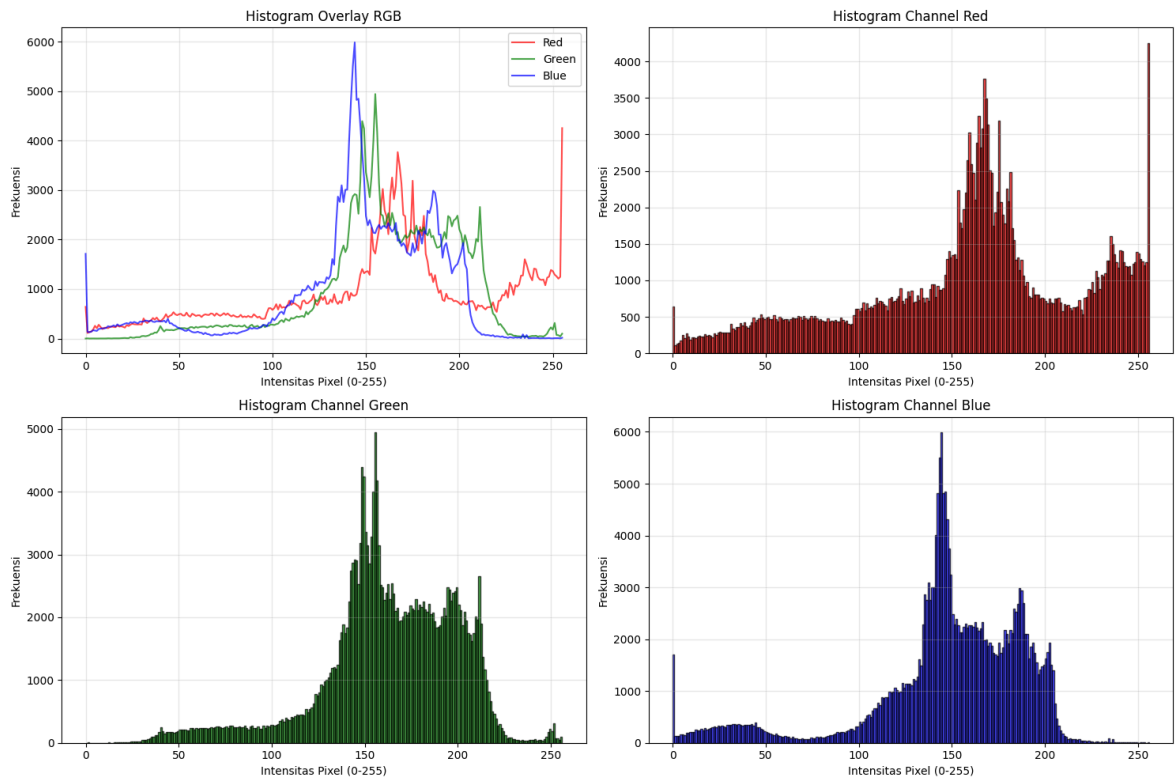 Histogram Overlay RGB
6000
5000
4000
3000
2000
1000
0
Frekuensi
Red
Green
Blue
0 50 100 150 200 250
Intensitas Pixel (0-255)
Histogram Channel Red
4000
3500
3000
2500
2000
1500
1000
500
0
Frekuensi
0 50 100 150 200 250
Intensitas Pixel (0-255)
Histogram Channel Green
5000
4000
3000
2000
1000
0
Frekuensi
0 50 100 150 200 250
Intensitas Pixel (0-255)
Histogram Channel Blue
6000
5000
4000
3000
2000
1000
0
Frekuensi
0 50 100 150 200 250
Intensitas Pixel (0-255)